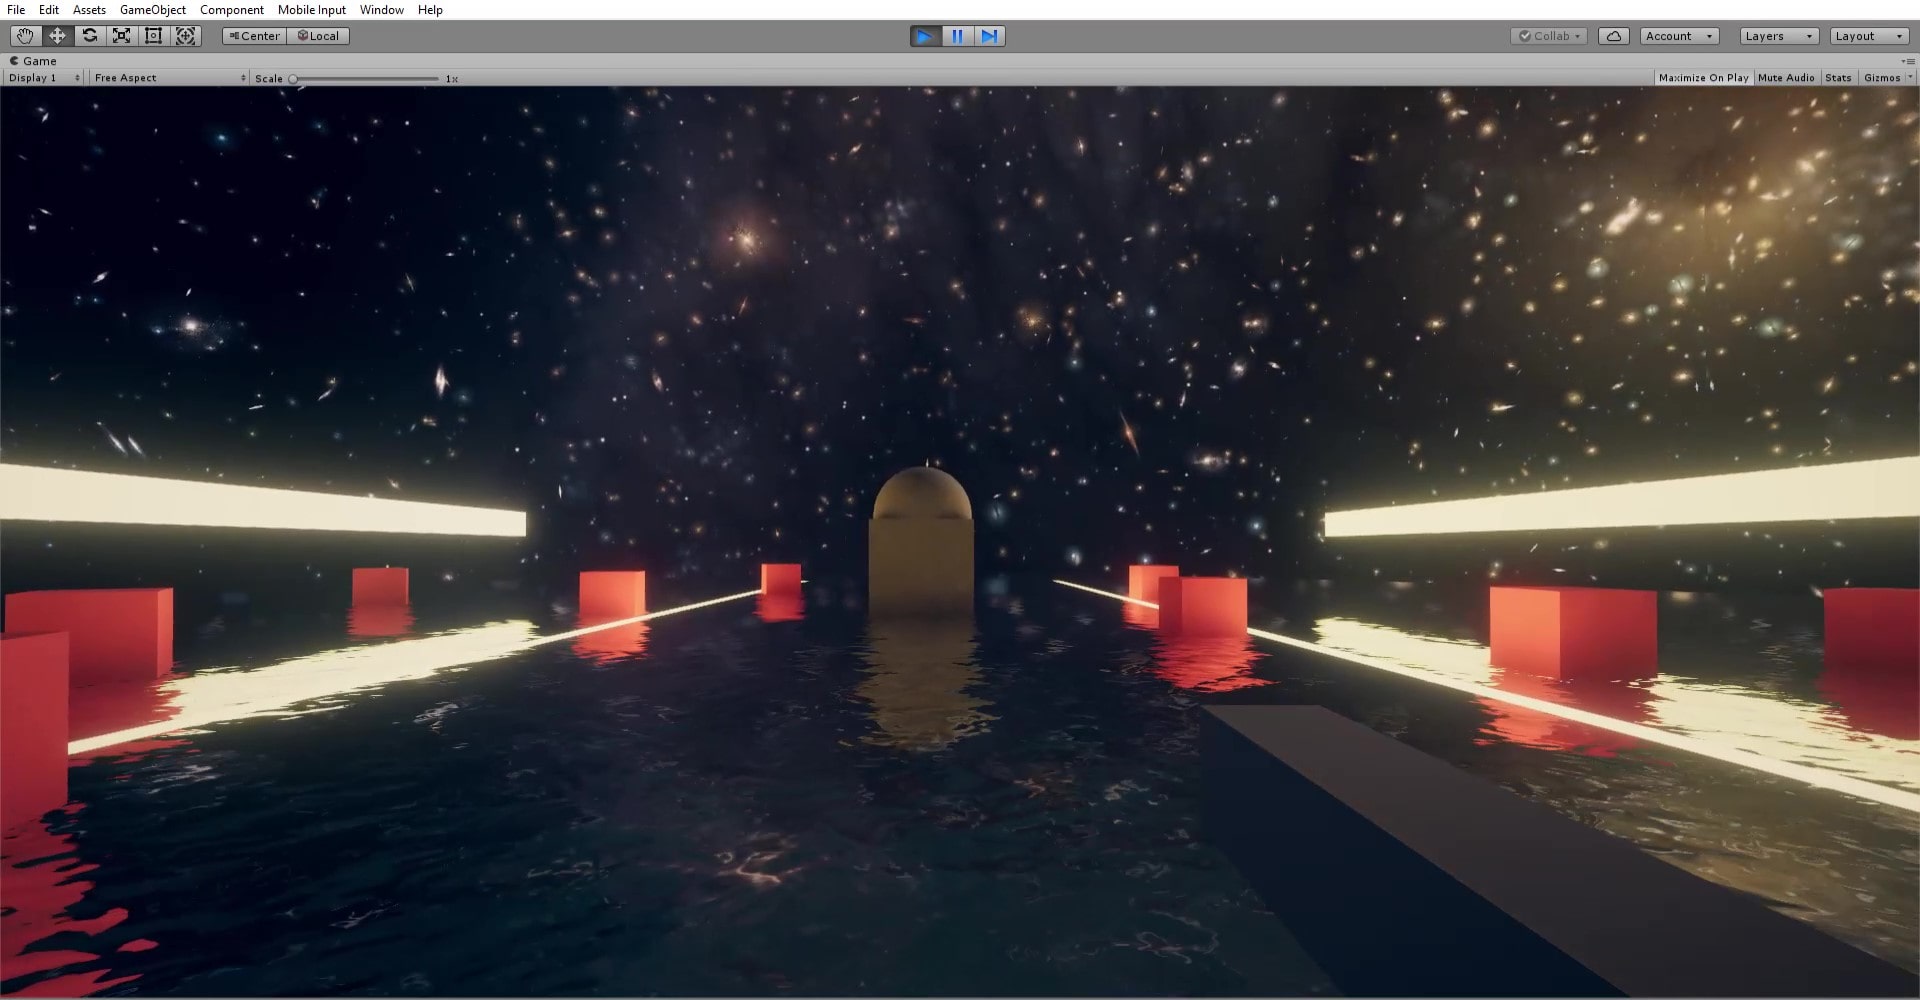 File Edit Assets GameObject Component Mobile Input Window Help
Center Local Collab Account Layers Layout
Game
Display 1 Free Aspect Scale 1x Maximize On Play Mute Audio Stats Gizmos